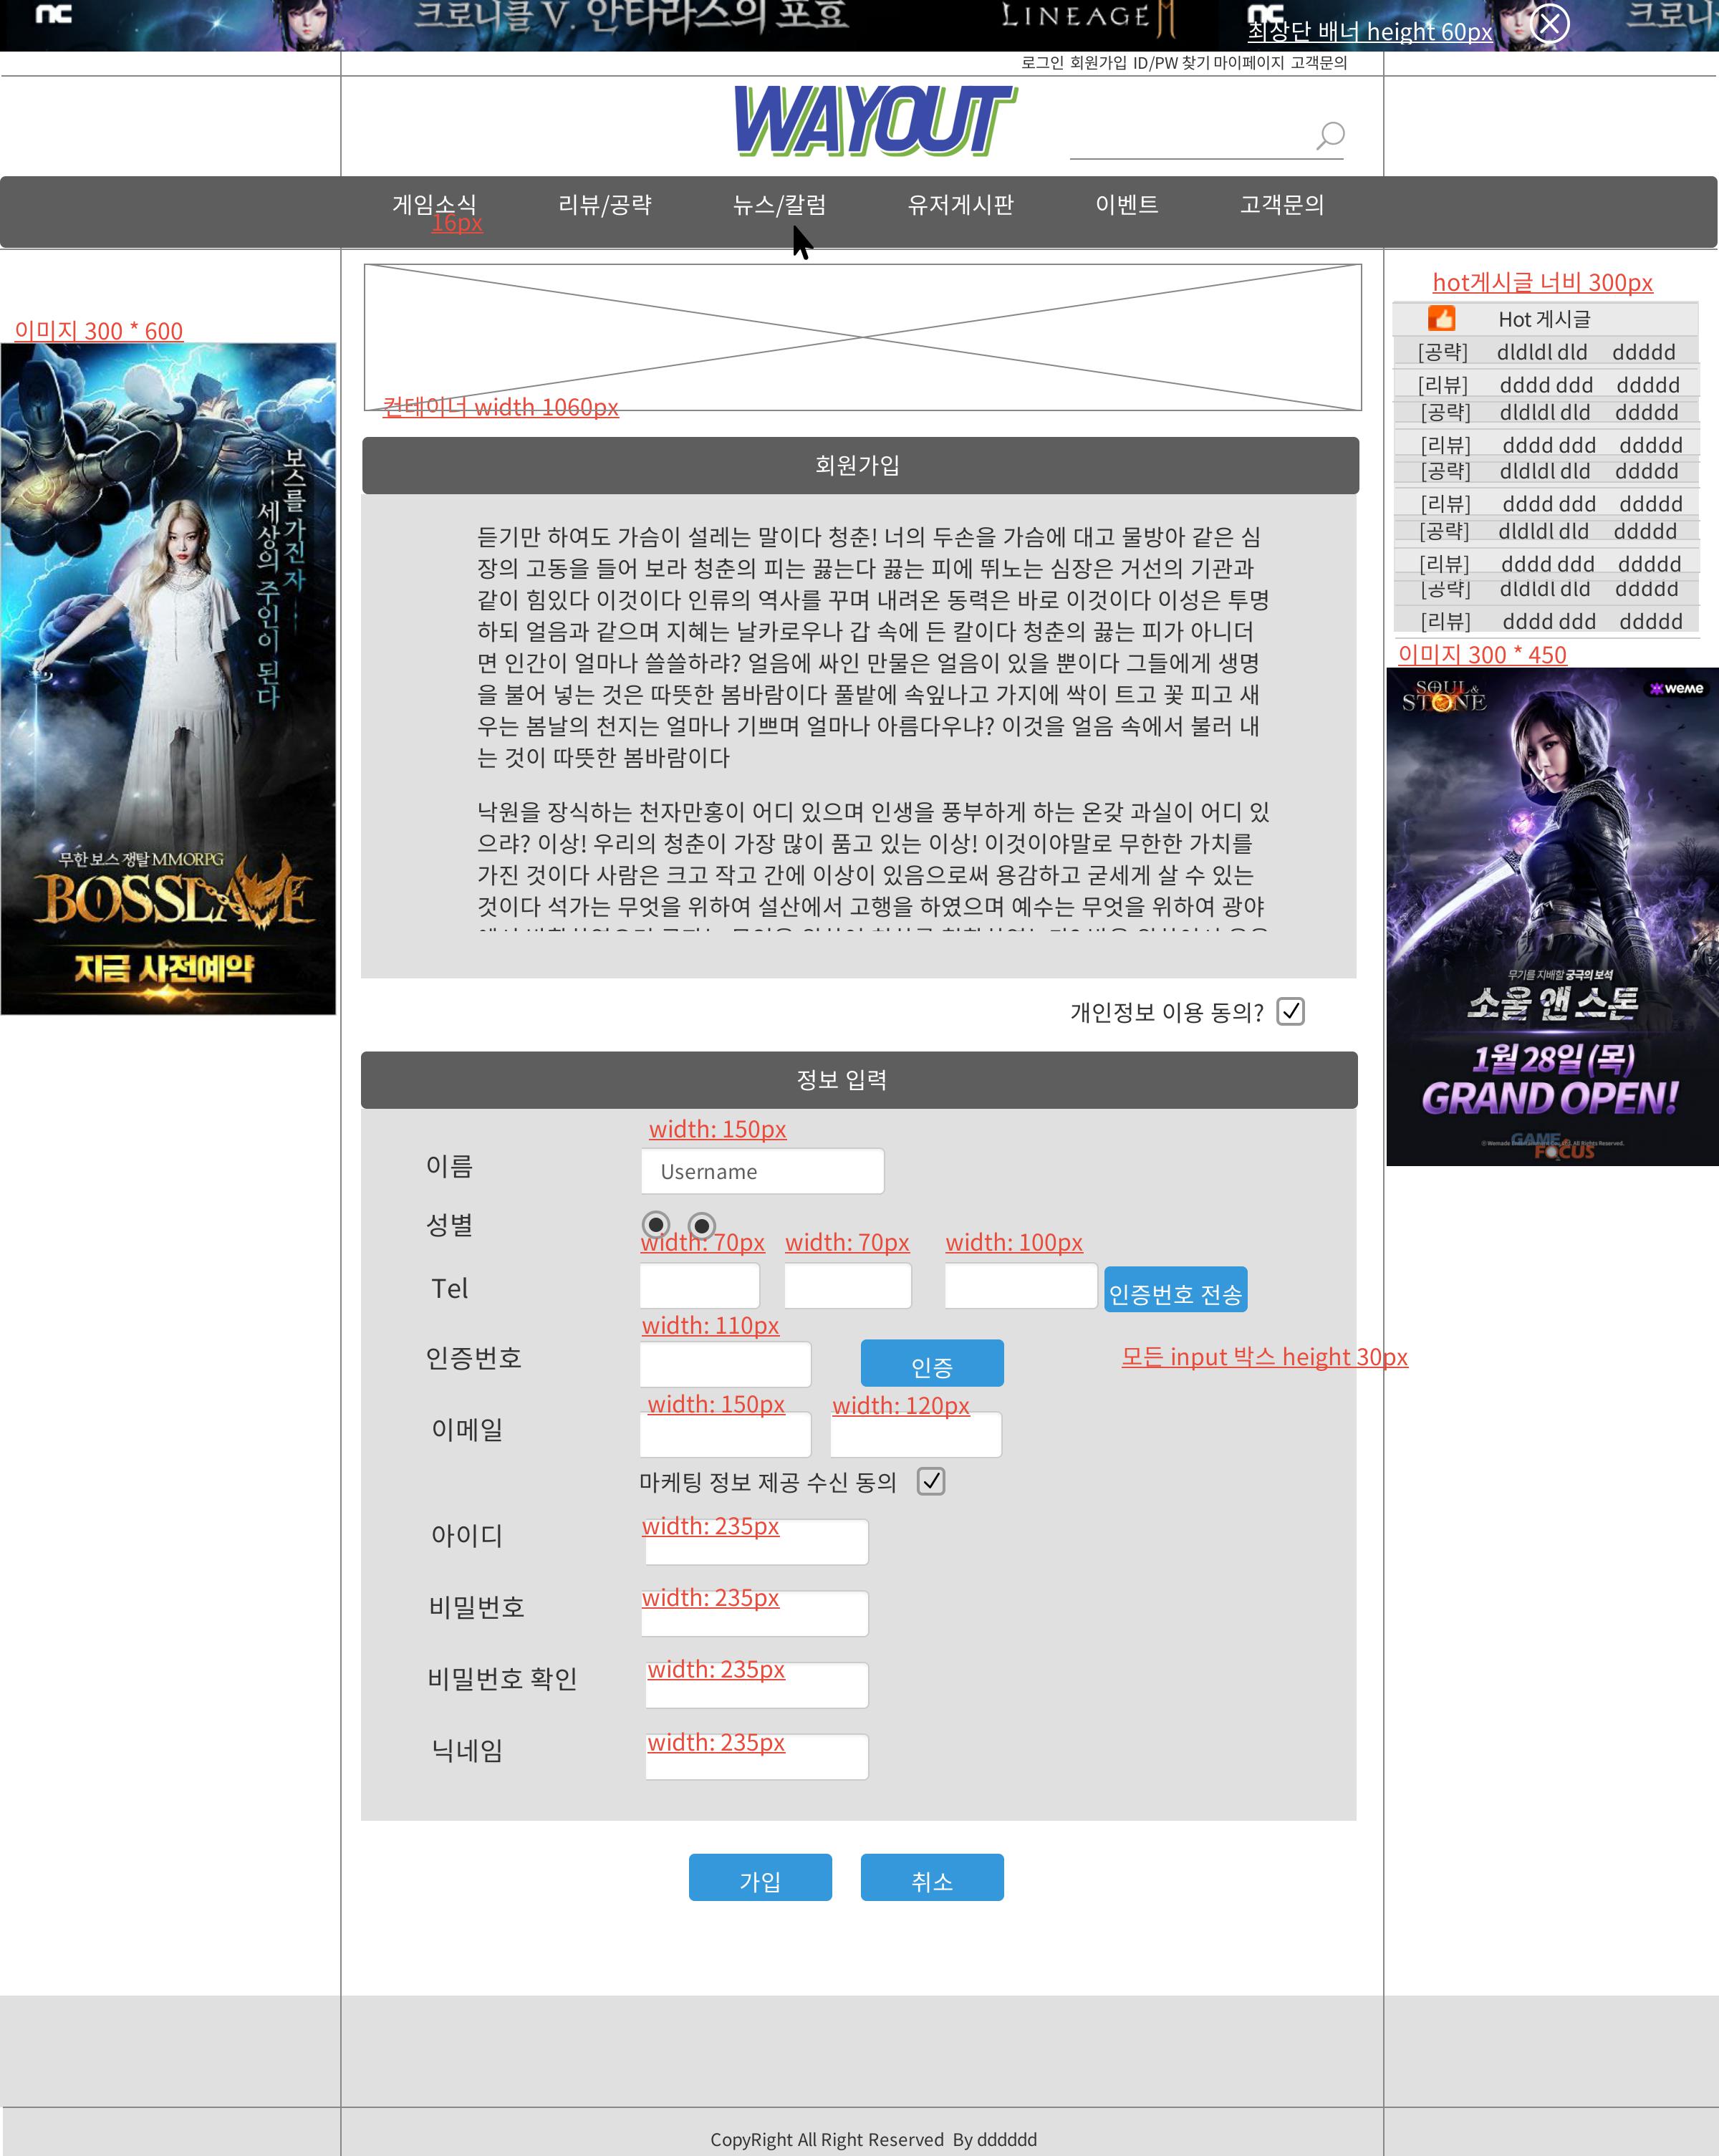 nc
크로니클 V. 안타라스의 포효
LINEAGE M
nc
크로니
최상단 배너 height 60px
로그인 회원가입 ID/PW 찾기 마이페이지 고객문의
WAYOUT
게임소식 리뷰/공략 뉴스/칼럼 유저게시판 이벤트 고객문의
16px
hot게시글 너비 300px
이미지 300 * 600
Hot 게시글
[공략] dldldl dld ddddd
[리뷰] dddd ddd ddddd
[공략] dldldl dld ddddd
[리뷰] dddd ddd ddddd
[공략] dldldl dld ddddd
[리뷰] dddd ddd ddddd
[공략] dldldl dld ddddd
[리뷰] dddd ddd ddddd
[공략] dldldl dld ddddd
[리뷰] dddd ddd ddddd
컨테이너 width 1060px
이미지 300 * 450
보스를 가진 자
세상의 주인이 된다
무한 보스 쟁탈 MMORPG
BOSSLAVE
지금 사전예약
회원가입
듣기만 하여도 가슴이 설레는 말이다 청춘! 너의 두손을 가슴에 대고 물방아 같은 심
장의 고동을 들어 보라 청춘의 피는 끓는다 끓는 피에 뛰노는 심장은 거선의 기관과
같이 힘있다 이것이다 인류의 역사를 꾸며 내려온 동력은 바로 이것이다 이성은 투명
하되 얼음과 같으며 지혜는 날카로우나 갑 속에 든 칼이다 청춘의 끓는 피가 아니더
면 인간이 얼마나 쓸쓸하랴? 얼음에 싸인 만물은 얼음이 있을 뿐이다 그들에게 생명
을 불어 넣는 것은 따뜻한 봄바람이다 풀밭에 속잎나고 가지에 싹이 트고 꽃 피고 새
우는 봄날의 천지는 얼마나 기쁘며 얼마나 아름다우냐? 이것을 얼음 속에서 불러 내
는 것이 따뜻한 봄바람이다
낙원을 장식하는 천자만홍이 어디 있으며 인생을 풍부하게 하는 온갖 과실이 어디 있
으랴? 이상! 우리의 청춘이 가장 많이 품고 있는 이상! 이것이야말로 무한한 가치를
가진 것이다 사람은 크고 작고 간에 이상이 있음으로써 용감하고 굳세게 살 수 있는
것이다 석가는 무엇을 위하여 설산에서 고행을 하였으며 예수는 무엇을 위하여 광야
SOUL & STONE
weme
무기를 지배할 궁극의 보석
소울 앤 스톤
1월 28일 (목)
GRAND OPEN!
GAME
FOCUS
개인정보 이용 동의?
정보 입력
width: 150px
이름 Username
성별
width: 70px width: 70px width: 100px
Tel 인증번호 전송
width: 110px
인증번호 인증
모든 input 박스 height 30px
width: 150px width: 120px
이메일
마케팅 정보 제공 수신 동의
width: 235px
아이디
width: 235px
비밀번호
width: 235px
비밀번호 확인
width: 235px
닉네임
가입 취소
CopyRight All Right Reserved By dddddd